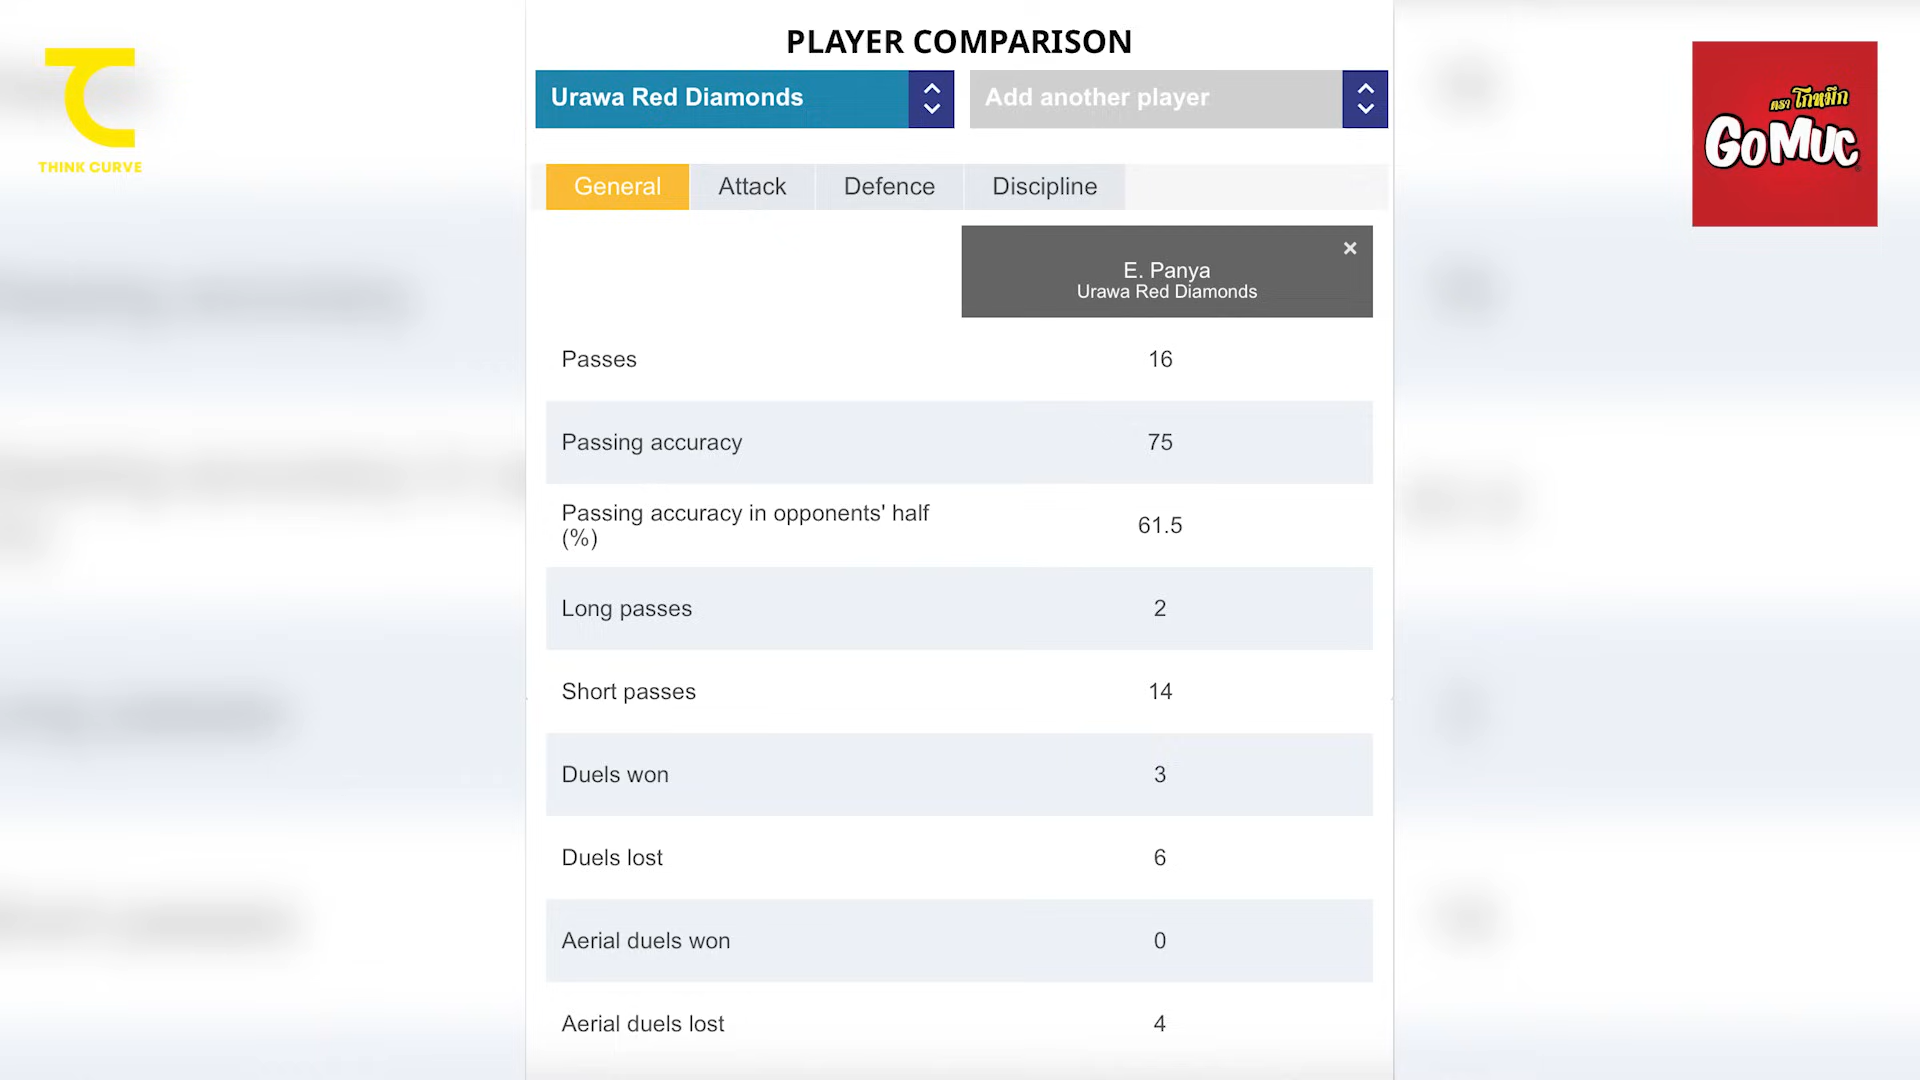 THINK CURVE
PLAYER COMPARISON
Urawa Red Diamonds
Add another player
ตรา โกหมึก
GOMUC
General
Attack
Defence
Discipline
E. Panya
Urawa Red Diamonds
Passes
16
Passing accuracy
75
Passing accuracy in opponents' half
(%)
61.5
Long passes
2
Short passes
14
Duels won
3
Duels lost
6
Aerial duels won
0
Aerial duels lost
4